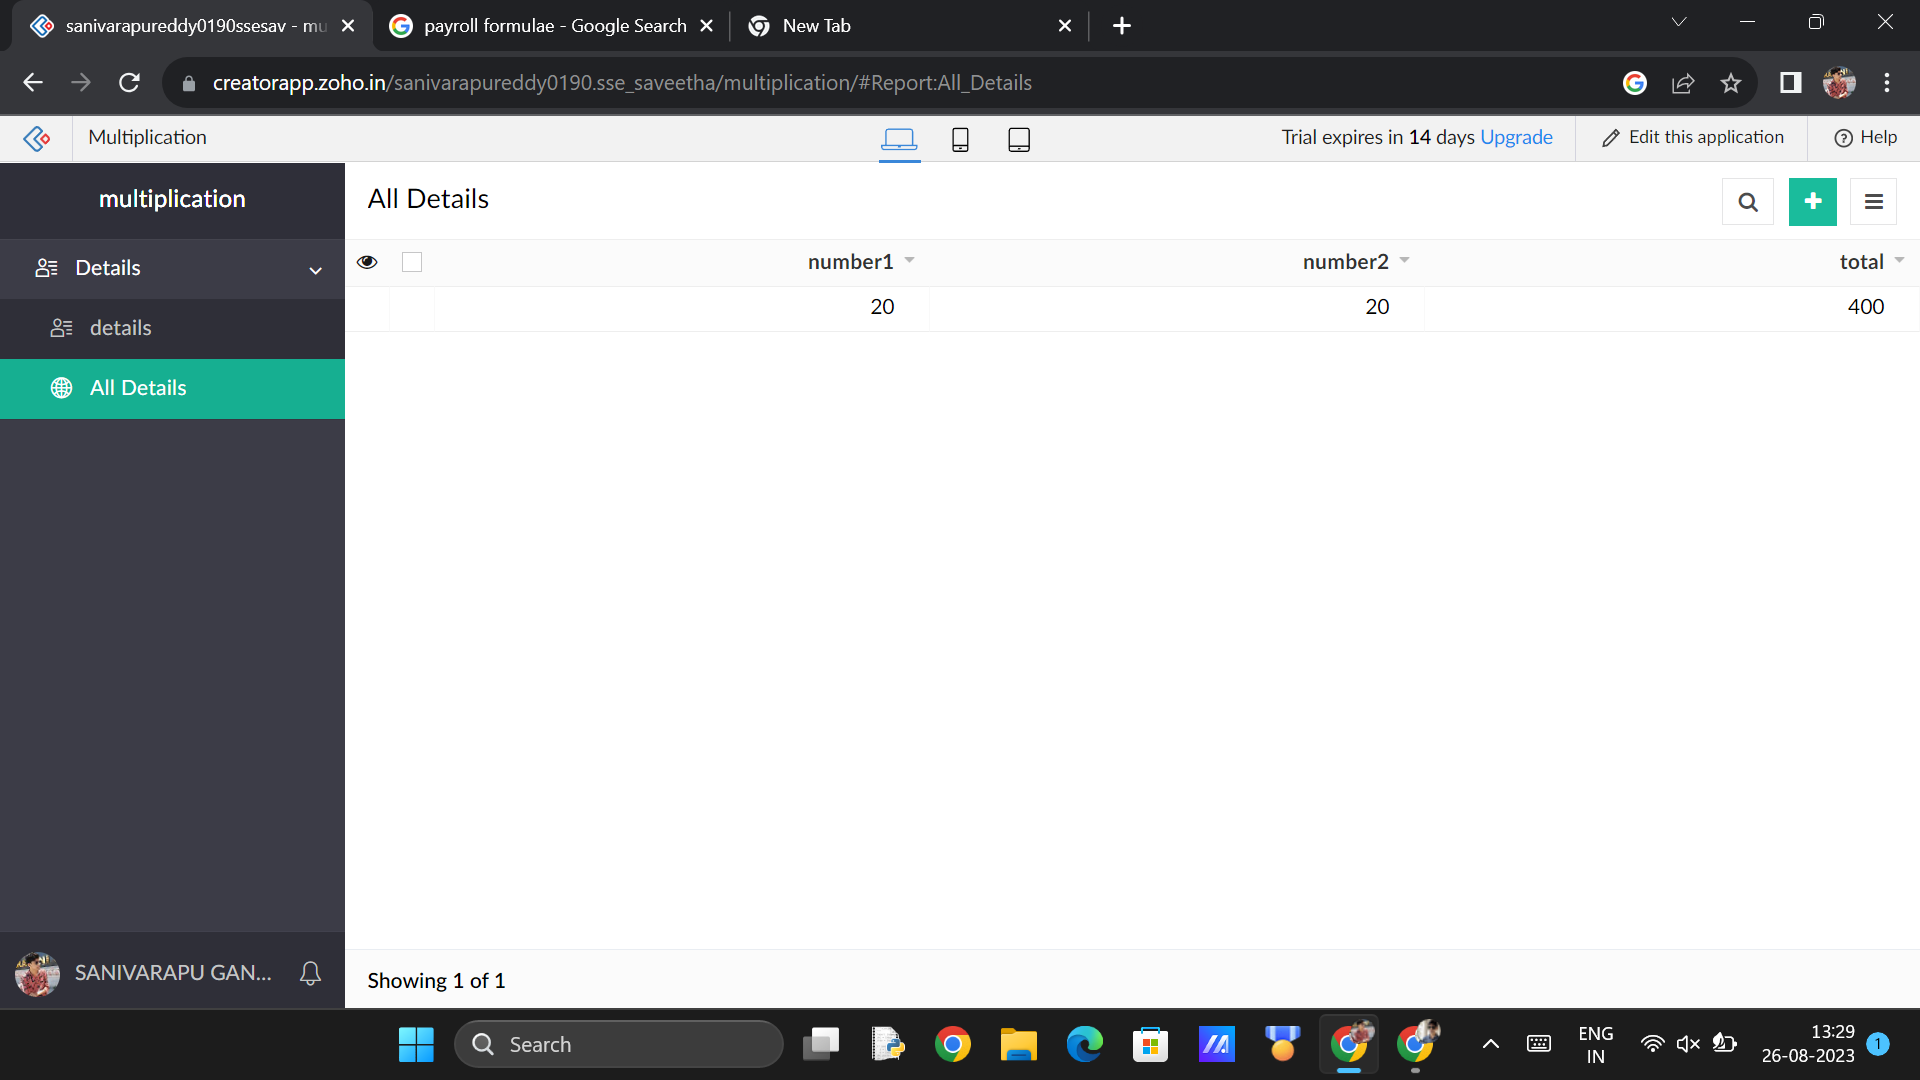 sanivarapureddy0190ssesav - mu
payroll formulae - Google Search
New Tab
creatorapp.zoho.in/sanivarapureddy0190.sse_saveetha/multiplication/#Report:All_Details
Multiplication
Trial expires in 14 days Upgrade
Edit this application
Help
multiplication
All Details
Details
number1
number2
total
20
20
400
details
All Details
SANIVARAPU GAN...
Showing 1 of 1
Search
ENG
IN
13:29
26-08-2023
1